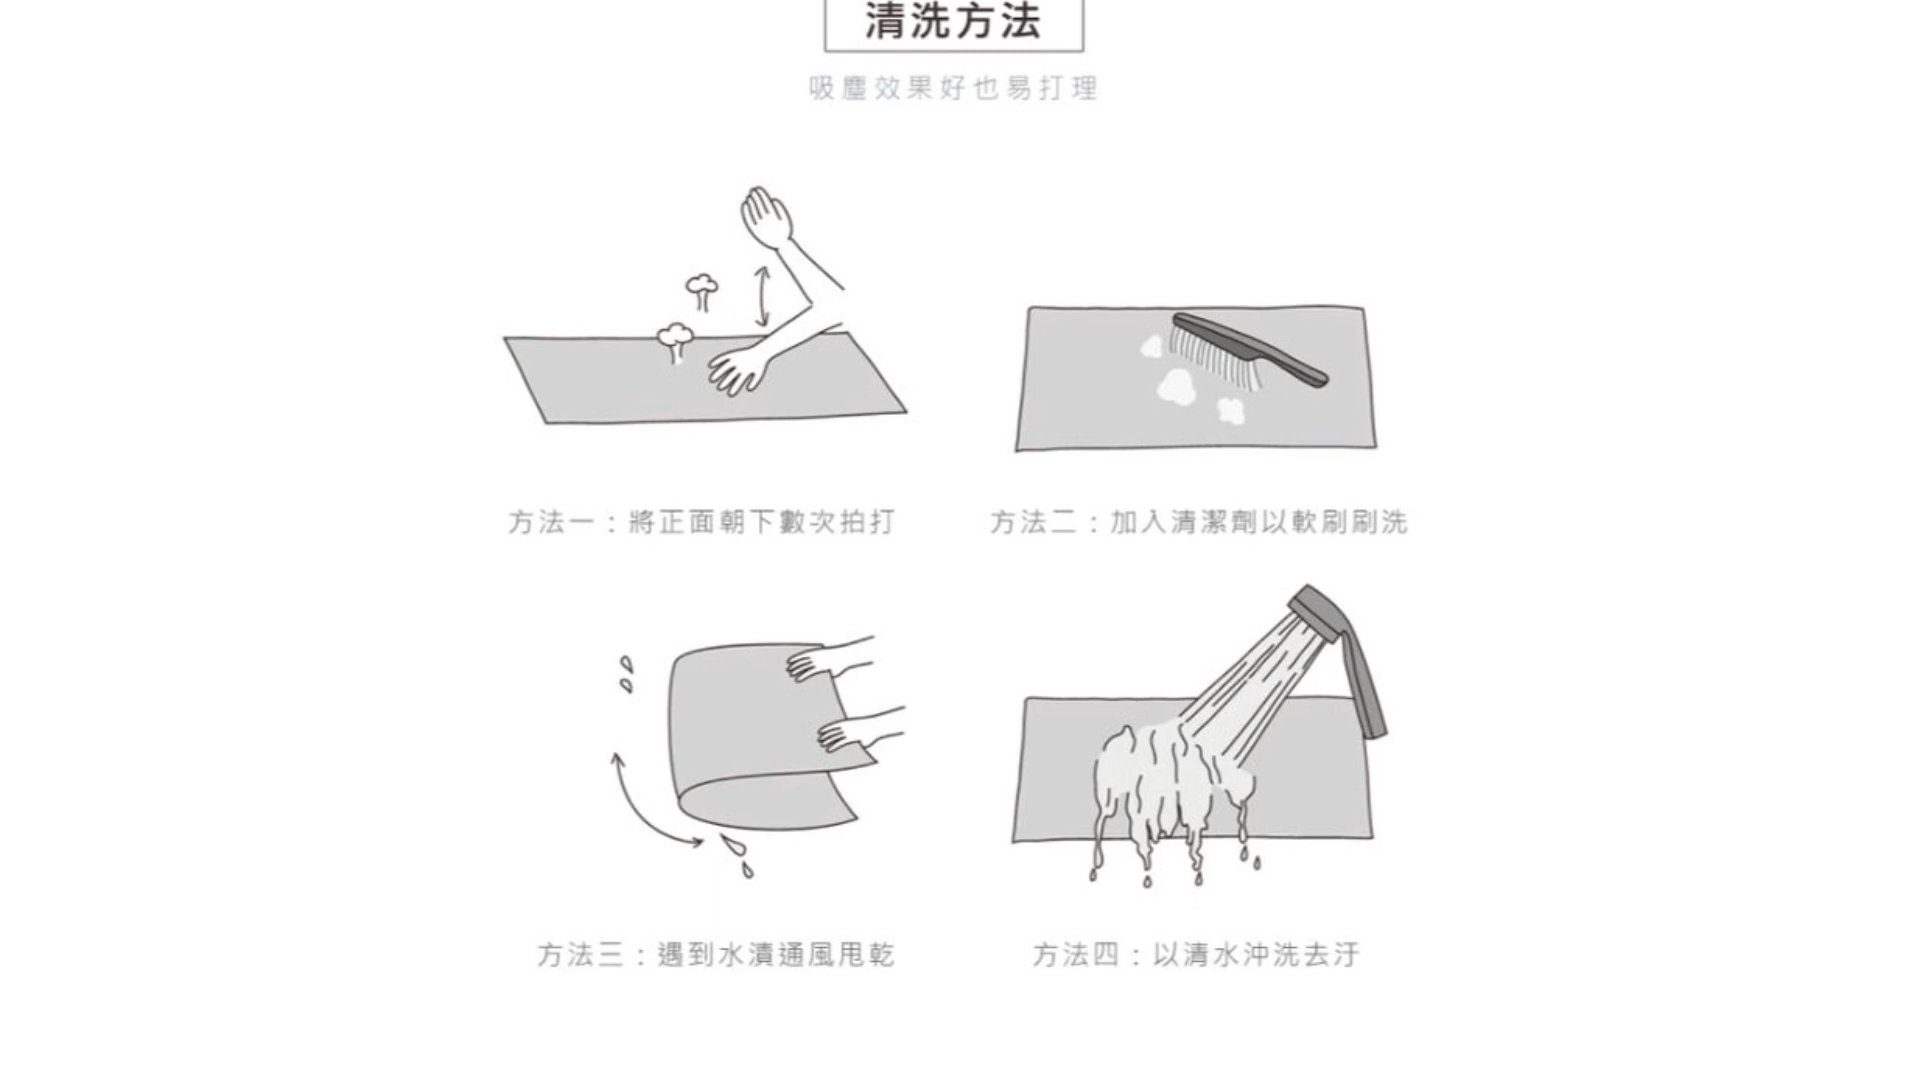 清洗方法
吸塵效果好也易打理
方法一：將正面朝下數次拍打
方法二：加入清潔劑以軟刷刷洗
方法三：遇到水漬通風甩乾
方法四：以清水沖洗去汙